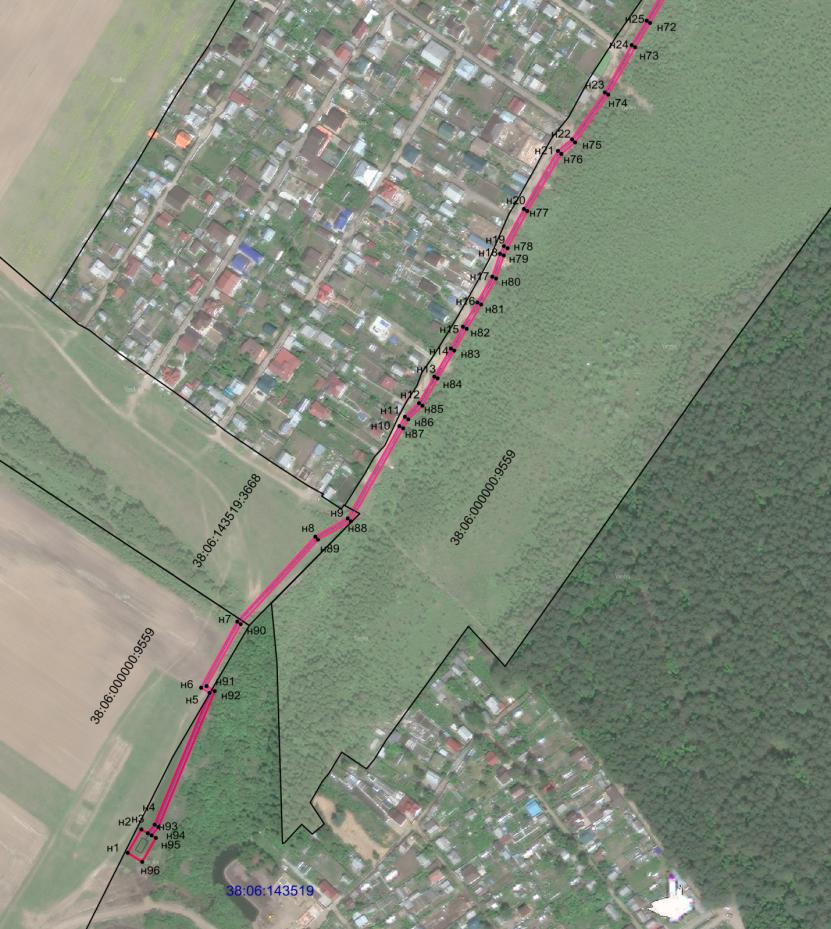 н25
н72
н24
н73
н23
н74
н22
н75
н21
н76
н20
н77
н19
н78
н18
н79
н17
н80
н16
н81
н15
н82
н14
н83
н13
н84
н12
н85
н11
н86
н10
н87
38:06:000000:9559
38:06:143519:3668
н9
н88
н8
н89
н7
н90
38:06:000000:9559
н6
н91
н5
н92
н4
н2
н3
н93
н94
н1
н95
н96
38:06:143519